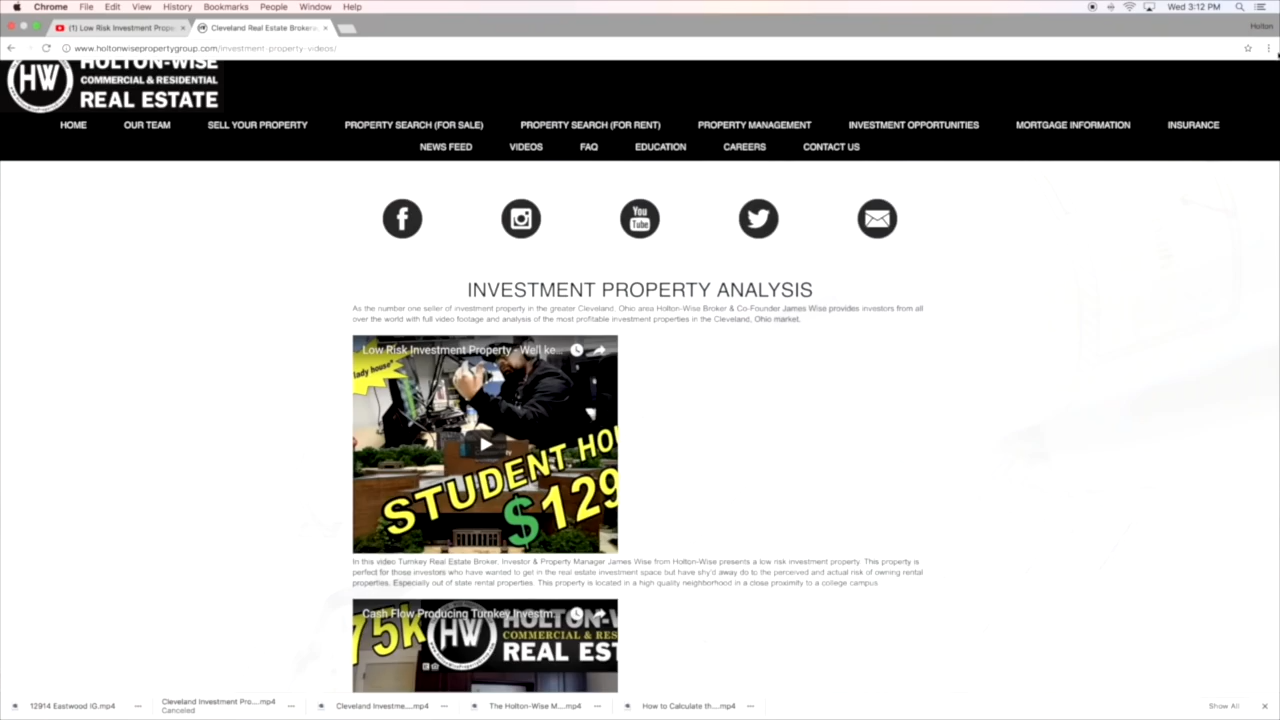 Chrome File Edit View History Bookmarks People Window Help Wed 3:12 PM
(1) Low Risk Investment Prop Cleveland Real Estate Brokera Holton
www.holtonwisepropertygroup.com/investment-property-videos/
HW HOLTON-WISE
COMMERCIAL & RESIDENTIAL
REAL ESTATE
HOME OUR TEAM SELL YOUR PROPERTY PROPERTY SEARCH (FOR SALE) PROPERTY SEARCH (FOR RENT) PROPERTY MANAGEMENT INVESTMENT OPPORTUNITIES MORTGAGE INFORMATION INSURANCE
NEWS FEED VIDEOS FAQ EDUCATION CAREERS CONTACT US
You
Tube
INVESTMENT PROPERTY ANALYSIS
As the number one seller of investment property in the greater Cleveland, Ohio area Holton-Wise Broker & Co-Founder James Wise provides investors from all
over the world with full video footage and analysis of the most profitable investment properties in the Cleveland, Ohio market.
Low Risk Investment Property - Well ke...
lady house"
STUDENT HOU
$129
In this video Turnkey Real Estate Broker, Investor & Property Manager James Wise from Holton-Wise presents a low risk investment property. This property is
perfect for those investors who have wanted to get in the real estate investment space but have shy'd away do to the perceived and actual risk of owning rental
properties. Especially out of state rental properties. This property is located in a high quality neighborhood in a close proximity to a college campus
Cash Flow Producing Turnkey Investm...
75k HW HOLTON-W
COMMERCIAL & RES
REAL EST
12914 Eastwood IG.mp4 Cleveland Investment Pro....mp4 Cleveland Investme....mp4 The Holton-Wise M....mp4 How to Calculate th....mp4 Show All
Canceled